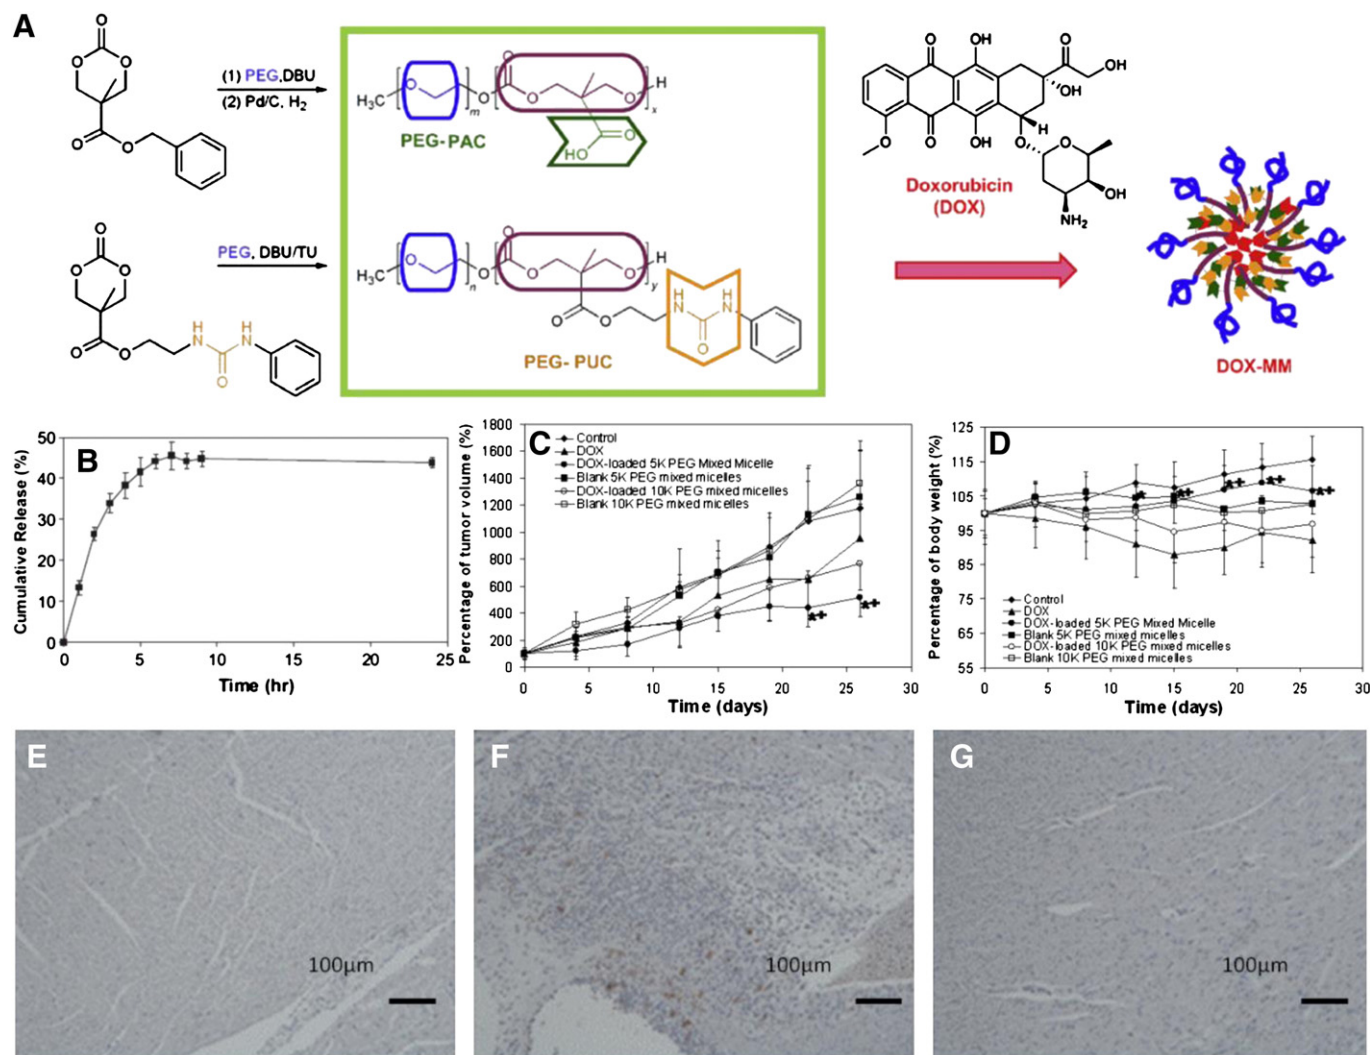 A
O
O O
O
O
(1) PEG,DBU
(2) Pd/C, H2
H3C
O
m
O
O
O
O
H
x
O
HO
PEG-PAC
O
O O
O
O
H
N
H
N
O
PEG, DBU/TU
H3C
O
n
O
O
O
O
H
y
O
O
H
N
H
N
O
PEG- PUC
O
OH
O
OH
OH
O
O
OH
H
O
O
OH
NH2
Doxorubicin
(DOX)
DOX-MM
B
Cumulative Release (%)
50
40
30
20
10
0
0 5 10 15 20 25
Time (hr)
C
Percentage of tumor volume (%)
1800
1600
1400
1200
1000
800
600
400
200
0
Control
DOX
DOX-loaded 5K PEG Mixed Micelle
Blank 5K PEG mixed micelles
DOX-loaded 10K PEG mixed micelles
Blank 10K PEG mixed micelles
0 5 10 15 20 25 30
Time (days)
D
Percentage of body weight (%)
125
115
105
95
85
75
65
55
Control
DOX
DOX-loaded 5K PEG Mixed Micelle
Blank 5K PEG mixed micelles
DOX-loaded 10K PEG mixed micelles
Blank 10K PEG mixed micelles
0 5 10 15 20 25 30
Time (days)
E
100μm
F
100μm
G
100μm